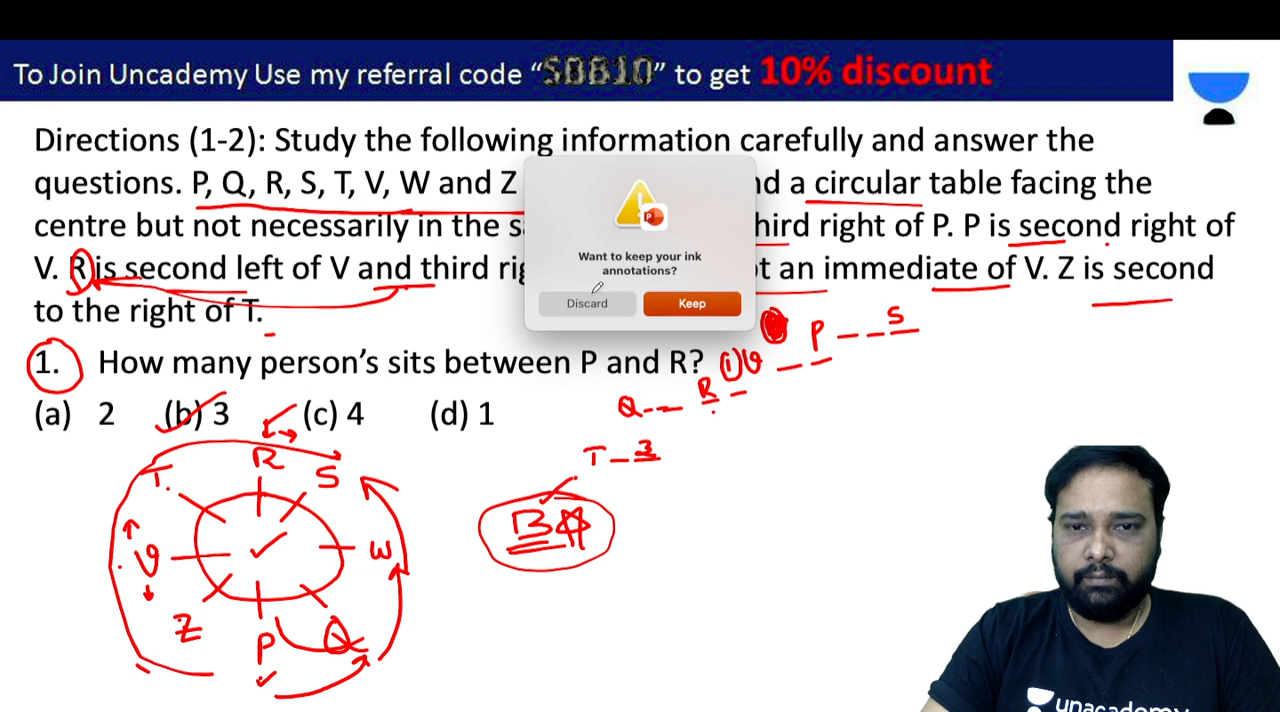 To Join Uncademy Use my referral code “SBB10” to get 10% discount
Directions (1-2): Study the following information carefully and answer the
questions. P, Q, R, S, T, V, W and Z nd a circular table facing the
centre but not necessarily in the s hird right of P. P is second right of
V. R is second left of V and third rig t an immediate of V. Z is second
to the right of T.
Want to keep your ink
annotations?
Discard Keep
1. How many person's sits between P and R?
(a) 2 (b) 3 (c) 4 (d) 1
P S
(1) V
Q R
T
R
T S
V W
Z Q
P
unacademy